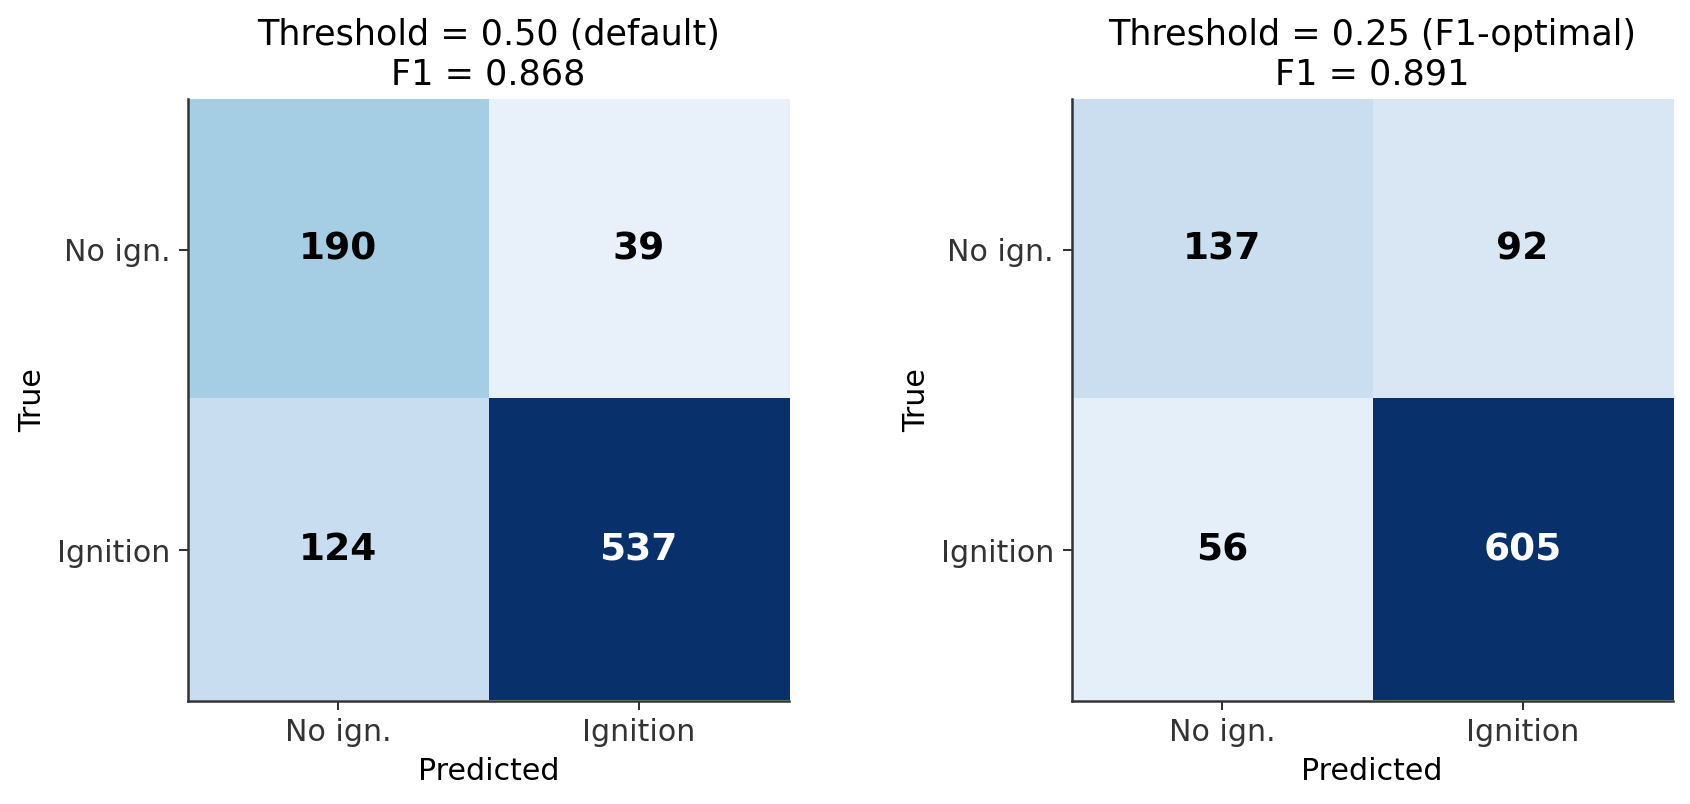 Threshold = 0.50 (default)
F1 = 0.868
True
No ign.
190
39
Ignition
124
537
No ign.
Ignition
Predicted
Threshold = 0.25 (F1-optimal)
F1 = 0.891
True
No ign.
137
92
Ignition
56
605
No ign.
Ignition
Predicted